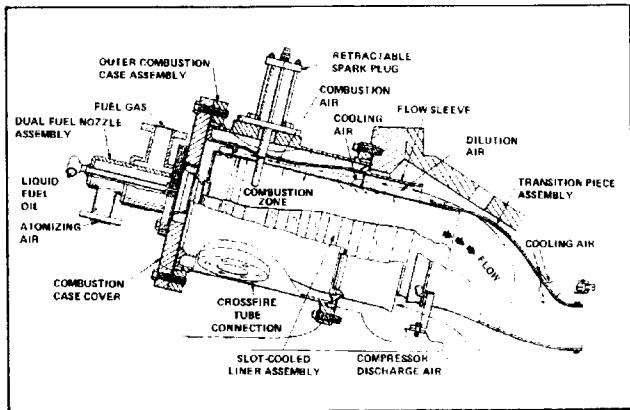 RETRACTABLE
SPARK PLUG
OUTER COMBUSTION
CASE ASSEMBLY
COMBUSTION
AIR
FUEL GAS
FLOW SLEEVE
DUAL FUEL NOZZLE
ASSEMBLY
COOLING
AIR
DILUTION
AIR
LIQUID
FUEL
OIL
COMBUSTION
ZONE
TRANSITION PIECE
ASSEMBLY
ATOMIZING
AIR
COOLING AIR
FLOW
COMBUSTION
CASE COVER
CROSSFIRE
TUBE
CONNECTION
SLOT-COOLED
LINER ASSEMBLY
COMPRESSOR
DISCHARGE AIR